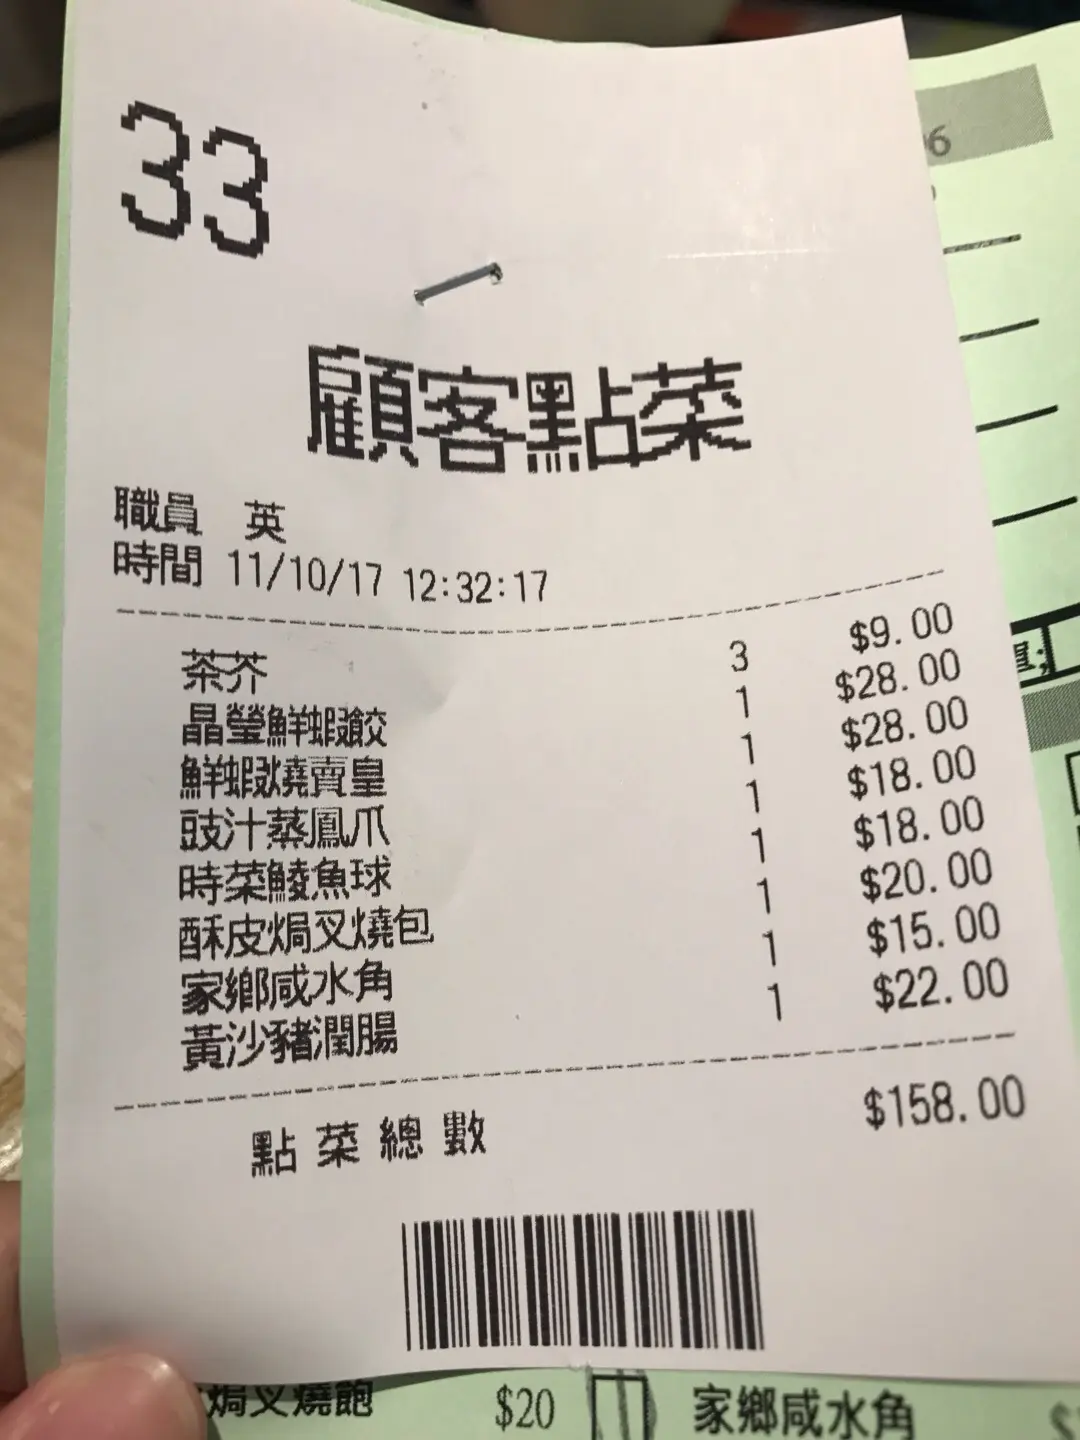 33
顧客點菜
職員 英
時間 11/10/17 12:32:17
茶芥 3 $9.00
晶瑩鮮蝦餃 1 $28.00
鮮蝦燒賣皇 1 $28.00
豉汁蒸鳳爪 1 $18.00
時菜鯪魚球 1 $18.00
酥皮焗叉燒包 1 $20.00
家鄉咸水角 1 $15.00
黃沙豬潤腸 1 $22.00
點菜總數 $158.00
焗叉燒飽 $20 家鄉咸水角